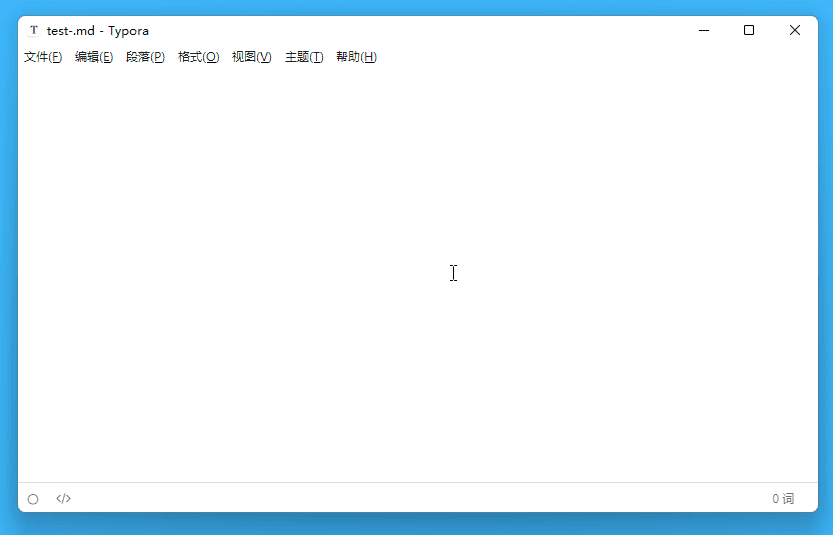 T test-.md - Typora
文件(F) 编辑(E) 段落(P) 格式(O) 视图(V) 主题(T) 帮助(H)
</> 0 词